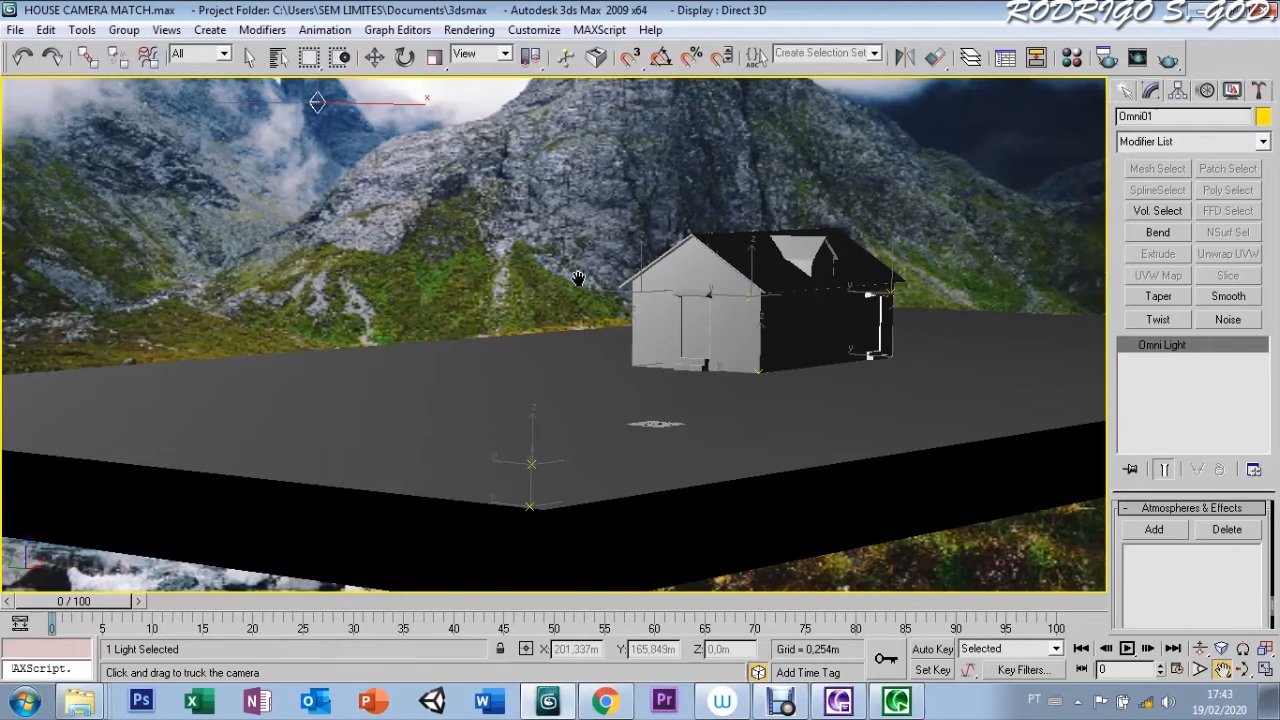 HOUSE CAMERA MATCH.max - Project Folder: C:\Users\SEM LIMITES\Documents\3dsmax - Autodesk 3ds Max 2009 x64 - Display : Direct 3D
RODRIGO S. GOD
File Edit Tools Group Views Create Modifiers Animation Graph Editors Rendering Customize MAXScript Help
All View 3 % ABC Create Selection Set
x
Omni01
Modifier List
Mesh Select Patch Select
SplineSelect Poly Select
Vol. Select FFD Select
Bend NSurf Sel
Extrude Unwrap UVW
UVW Map Slice
Taper Smooth
Twist Noise
Omni Light
- Atmospheres & Effects
Add Delete
z
y
z
y
0 / 100
0 5 10 15 20 25 30 35 40 45 50 55 60 65 70 75 80 85 90 95 100
1 Light Selected X: 201,337m Y: 165,849m Z: 0,0m Grid = 0,254m Auto Key Selected
AXScript. Click and drag to truck the camera Add Time Tag Set Key Key Filters... 0
Ps X N O P W Pr W
PT 17:43
19/02/2020